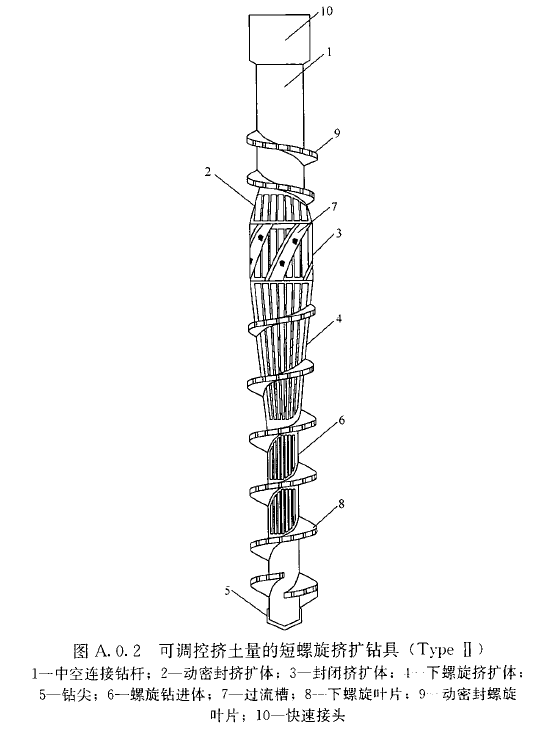 10
1
9
2
7
3
4
6
8
5
图 A.0.2 可调控挤土量的短螺旋挤扩钻具(Type Ⅱ)
1—中空连接钻杆；2—动密封挤扩体；3—封闭挤扩体；4—下螺旋挤扩体；
5—钻尖；6—螺旋钻进体；7—过流槽；8—下螺旋叶片；9—动密封螺旋
叶片；10—快速接头